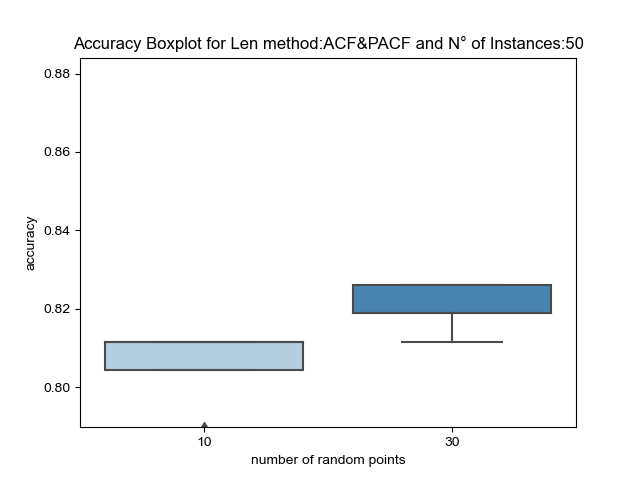 Accuracy Boxplot for Len method:ACF&PACF and N° of Instances:50
0.88
0.86
0.84
0.82
0.80
accuracy
10 30
number of random points